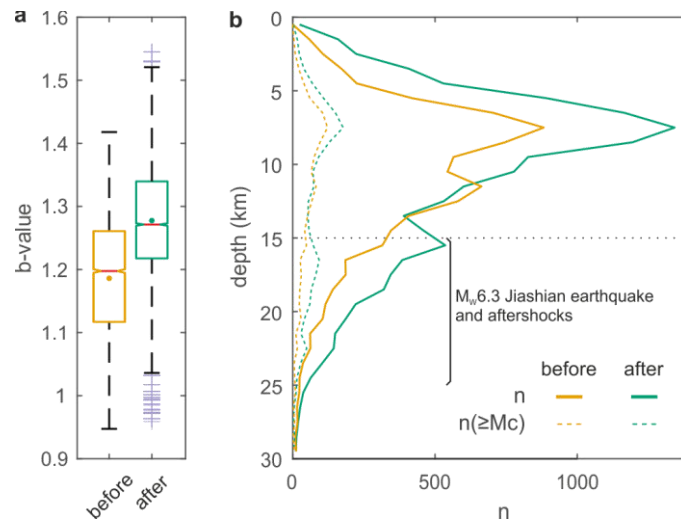 a
b
1.6
1.5
1.4
1.3
1.2
1.1
1
0.9
b-value
before
after
0
5
10
15
20
25
30
depth (km)
0
500
1000
n
Mw6.3 Jiashian earthquake
and aftershocks
before after
n
n(≥Mc)